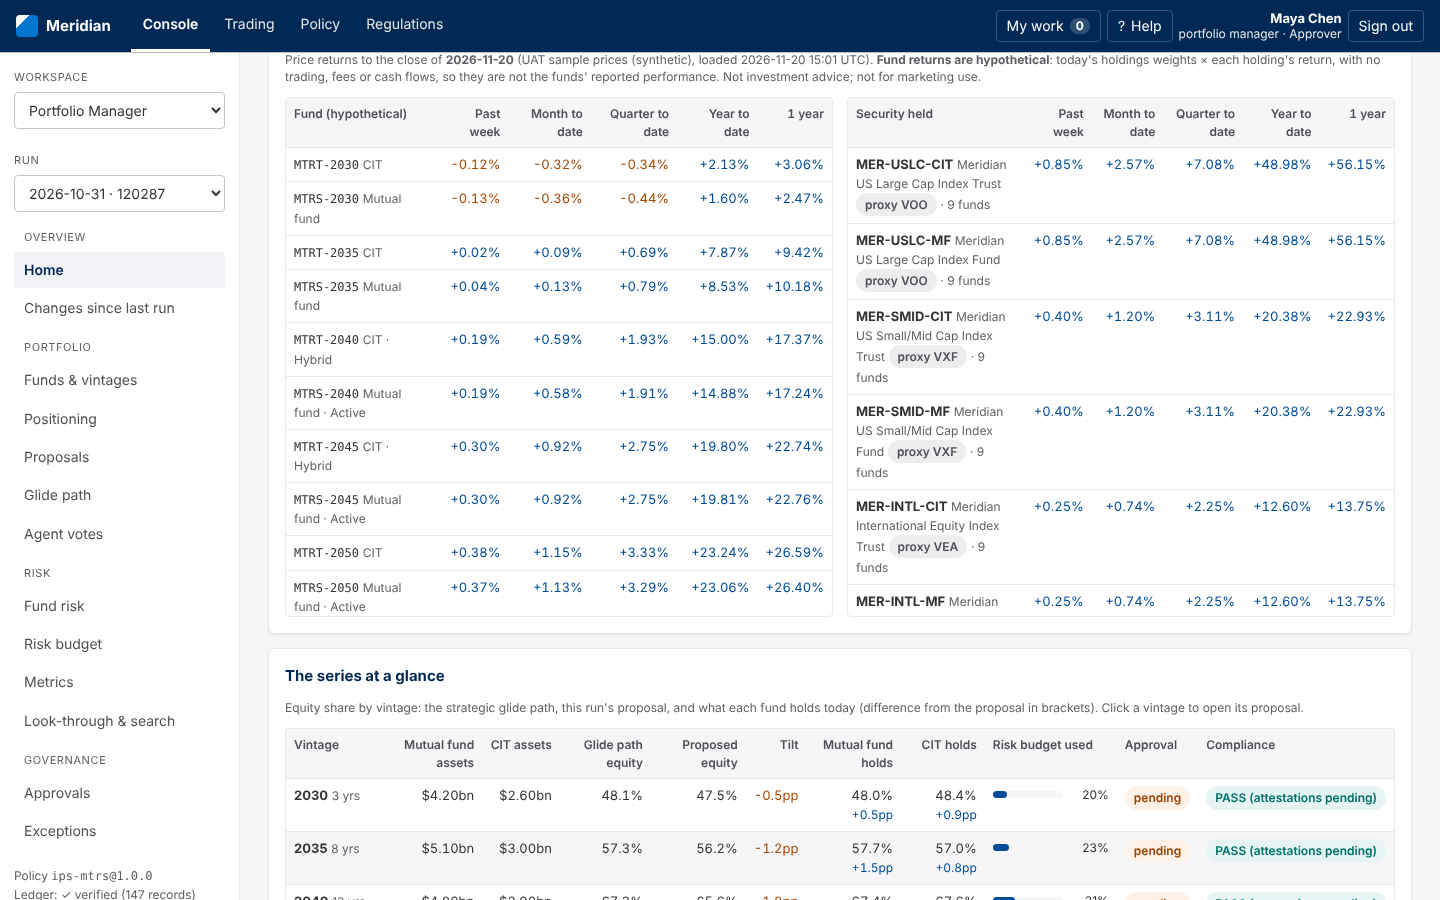 Meridian
Console
Trading
Policy
Regulations
My work 0
? Help
Maya Chen
portfolio manager · Approver
Sign out
WORKSPACE
Portfolio Manager
RUN
2026-10-31 · 120287
OVERVIEW
Home
Changes since last run
PORTFOLIO
Funds & vintages
Positioning
Proposals
Glide path
Agent votes
RISK
Fund risk
Risk budget
Metrics
Look-through & search
GOVERNANCE
Approvals
Exceptions
Policy ips-mtrs@1.0.0
Ledger: ✓ verified (147 records)
Price returns to the close of 2026-11-20 (UAT sample prices (synthetic), loaded 2026-11-20 15:01 UTC). Fund returns are hypothetical: today's holdings weights × each holding's return, with no
trading, fees or cash flows, so they are not the funds' reported performance. Not investment advice; not for marketing use.
Fund (hypothetical) Past Month to Quarter to Year to 1 year
week date date date
MTRT-2030 CIT -0.12% -0.32% -0.34% +2.13% +3.06%
MTRS-2030 Mutual -0.13% -0.36% -0.44% +1.60% +2.47%
fund
MTRT-2035 CIT +0.02% +0.09% +0.69% +7.87% +9.42%
MTRS-2035 Mutual +0.04% +0.13% +0.79% +8.53% +10.18%
fund
MTRT-2040 CIT · +0.19% +0.59% +1.93% +15.00% +17.37%
Hybrid
MTRS-2040 Mutual +0.19% +0.58% +1.91% +14.88% +17.24%
fund · Active
MTRT-2045 CIT · +0.30% +0.92% +2.75% +19.80% +22.74%
Hybrid
MTRS-2045 Mutual +0.30% +0.92% +2.75% +19.81% +22.76%
fund · Active
MTRT-2050 CIT +0.38% +1.15% +3.33% +23.24% +26.59%
MTRS-2050 Mutual +0.37% +1.13% +3.29% +23.06% +26.40%
fund · Active
Security held Past Month to Quarter to Year to 1 year
week date date date
MER-USLC-CIT Meridian +0.85% +2.57% +7.08% +48.98% +56.15%
US Large Cap Index Trust
proxy VOO · 9 funds
MER-USLC-MF Meridian +0.85% +2.57% +7.08% +48.98% +56.15%
US Large Cap Index Fund
proxy VOO · 9 funds
MER-SMID-CIT Meridian +0.40% +1.20% +3.11% +20.38% +22.93%
US Small/Mid Cap Index
Trust proxy VXF · 9
funds
MER-SMID-MF Meridian +0.40% +1.20% +3.11% +20.38% +22.93%
US Small/Mid Cap Index
Fund proxy VXF · 9
funds
MER-INTL-CIT Meridian +0.25% +0.74% +2.25% +12.60% +13.75%
International Equity Index
Trust proxy VEA · 9
funds
MER-INTL-MF Meridian +0.25% +0.74% +2.25% +12.60% +13.75%
The series at a glance
Equity share by vintage: the strategic glide path, this run's proposal, and what each fund holds today (difference from the proposal in brackets). Click a vintage to open its proposal.
Vintage Mutual fund CIT assets Glide path Proposed Tilt Mutual fund CIT holds Risk budget used Approval Compliance
assets equity equity holds
2030 3 yrs $4.20bn $2.60bn 48.1% 47.5% -0.5pp 48.0% 48.4% 20% pending PASS (attestations pending)
+0.5pp +0.9pp
2035 8 yrs $5.10bn $3.00bn 57.3% 56.2% -1.2pp 57.7% 57.0% 23% pending PASS (attestations pending)
+1.5pp +0.8pp